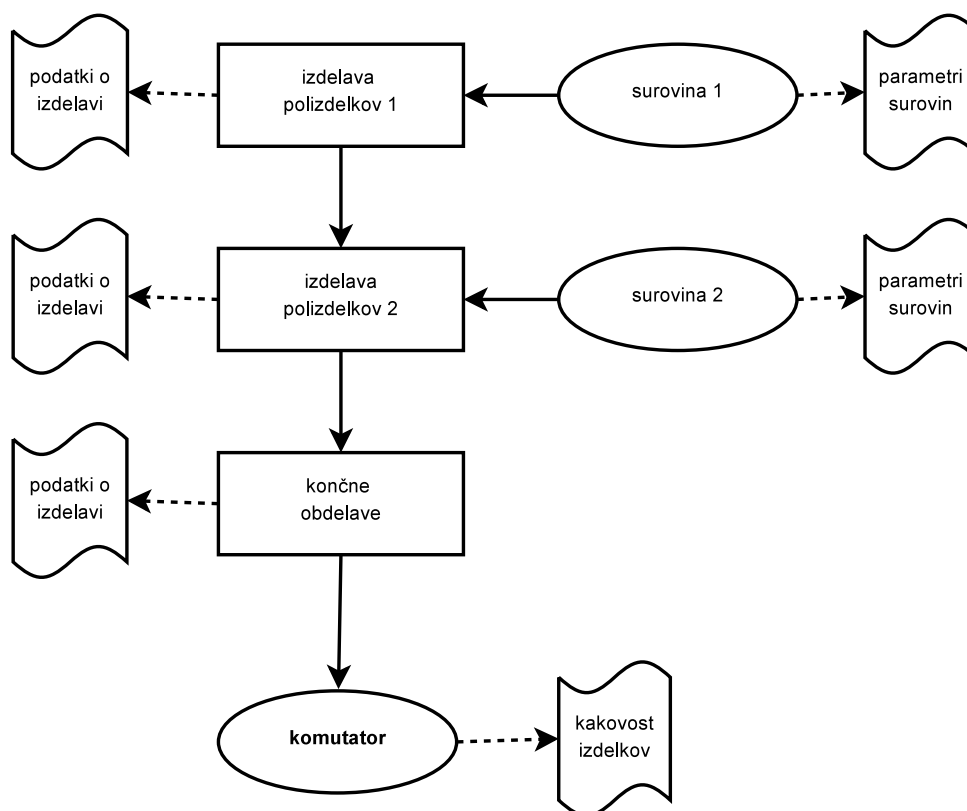 podatki o
izdelavi
izdelava
polizdelkov 1
surovina 1
parametri
surovin
podatki o
izdelavi
izdelava
polizdelkov 2
surovina 2
parametri
surovin
podatki o
izdelavi
končne
obdelave
komutator
kakovost
izdelkov